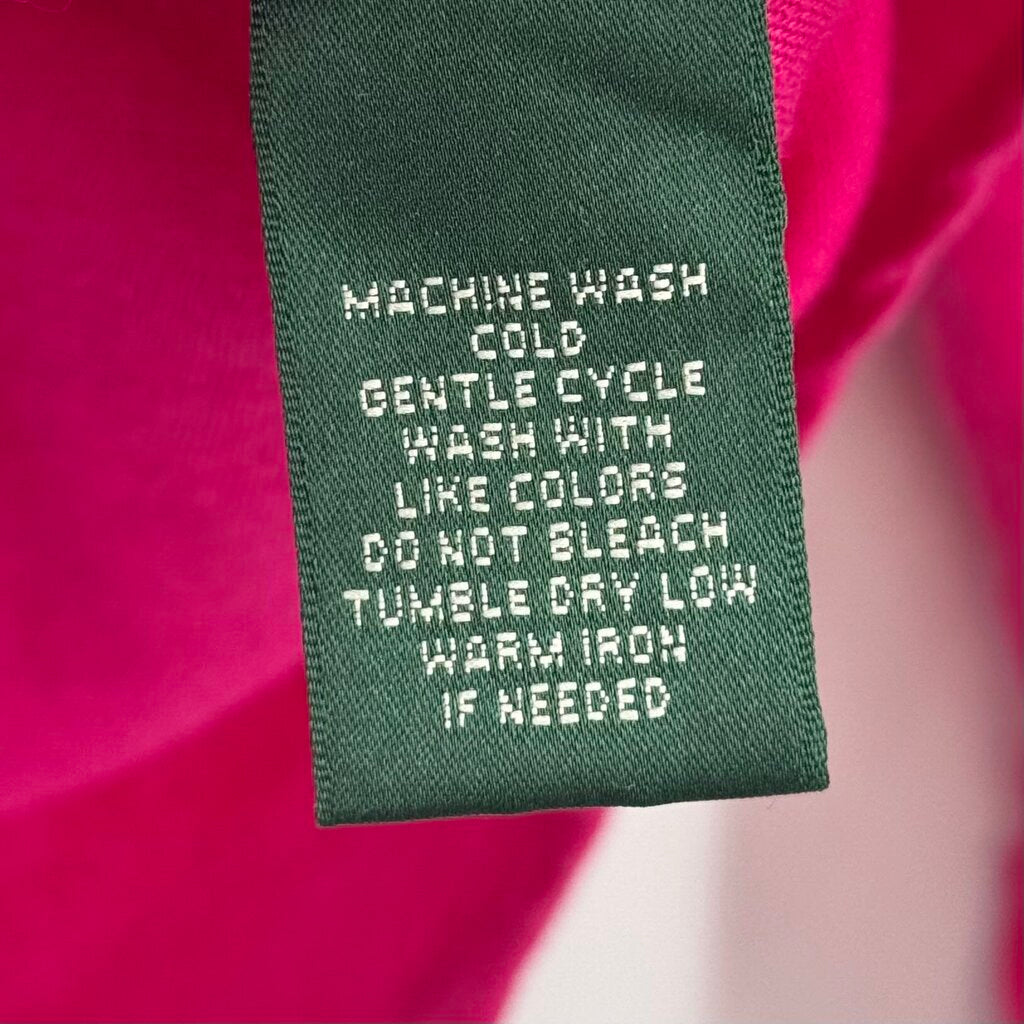 MACHINE WASH
COLD
GENTLE CYCLE
WASH WITH
LIKE COLORS
DO NOT BLEACH
TUMBLE DRY LOW
WARM IRON
IF NEEDED